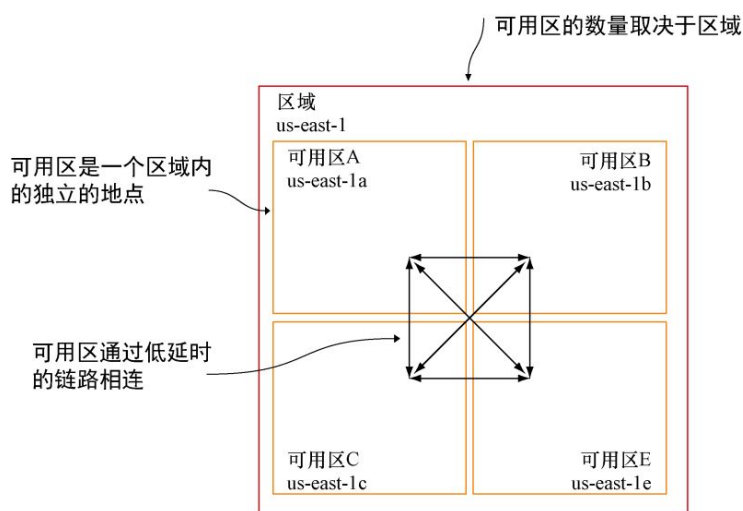 可用区的数量取决于区域
区域
us-east-1
可用区A
us-east-1a
可用区B
us-east-1b
可用区是一个区域内
的独立的地点
可用区通过低延时
的链路相连
可用区C
us-east-1c
可用区E
us-east-1e